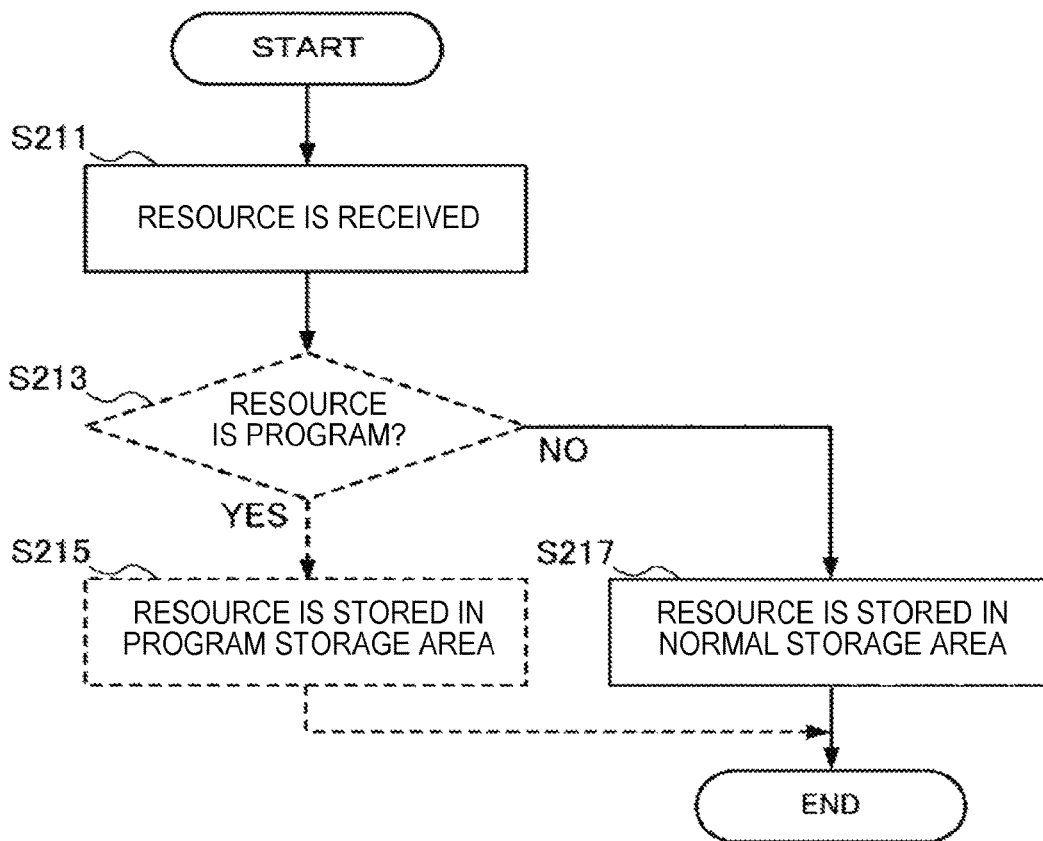 START
S211
RESOURCE IS RECEIVED
S213
RESOURCE
IS PROGRAM?
NO
YES
S215
RESOURCE IS STORED IN
PROGRAM STORAGE AREA
S217
RESOURCE IS STORED IN
NORMAL STORAGE AREA
END